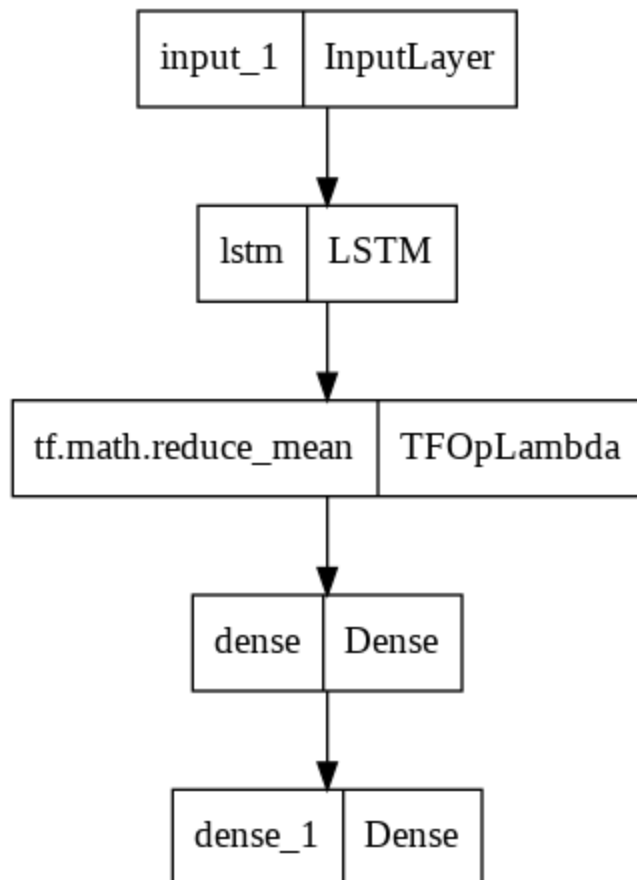 input_1 InputLayer
lstm LSTM
tf.math.reduce_mean TFOpLambda
dense Dense
dense_1 Dense